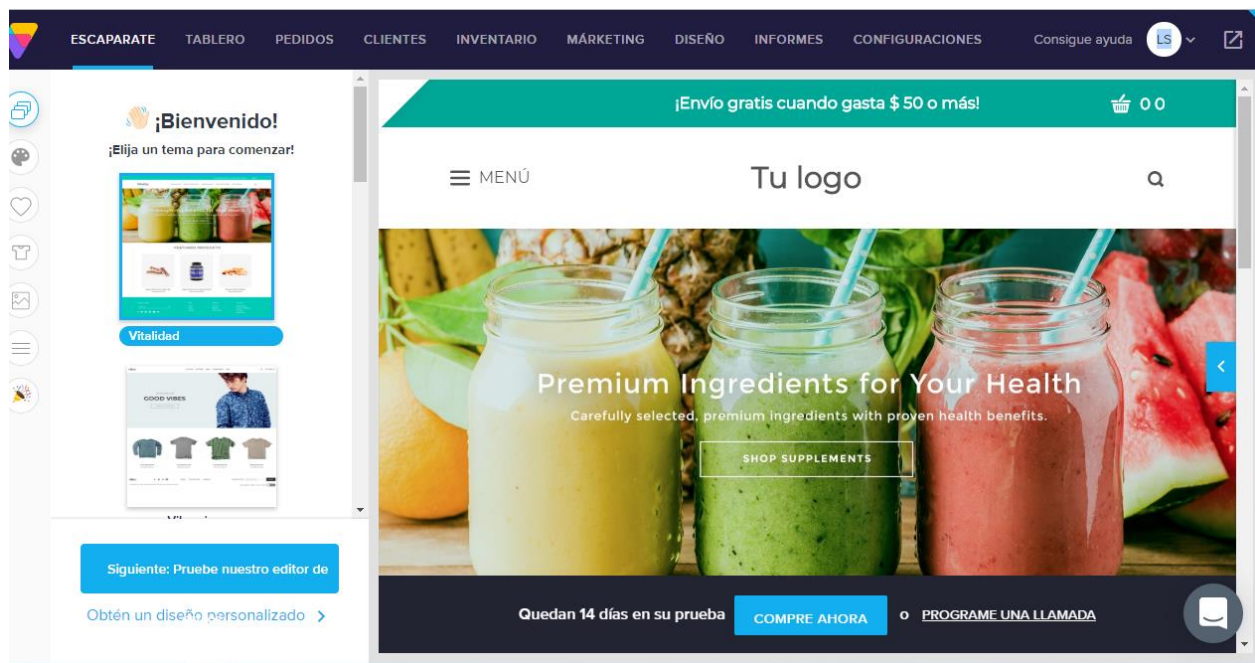 ESCAPARATE TABLERO PEDIDOS CLIENTES INVENTARIO MÁRKETING DISEÑO INFORMES CONFIGURACIONES Consigue ayuda LS
¡Bienvenido!
¡Elija un tema para comenzar!
Vitalidad
GOOD VIBES
Siguiente: Pruebe nuestro editor de
Obtén un diseño personalizado
¡Envío gratis cuando gasta $ 50 o más! 0 0
MENÚ Tu logo
Premium Ingredients for Your Health
Carefully selected, premium ingredients with proven health benefits.
SHOP SUPPLEMENTS
Quedan 14 días en su prueba COMPRE AHORA o PROGRAME UNA LLAMADA